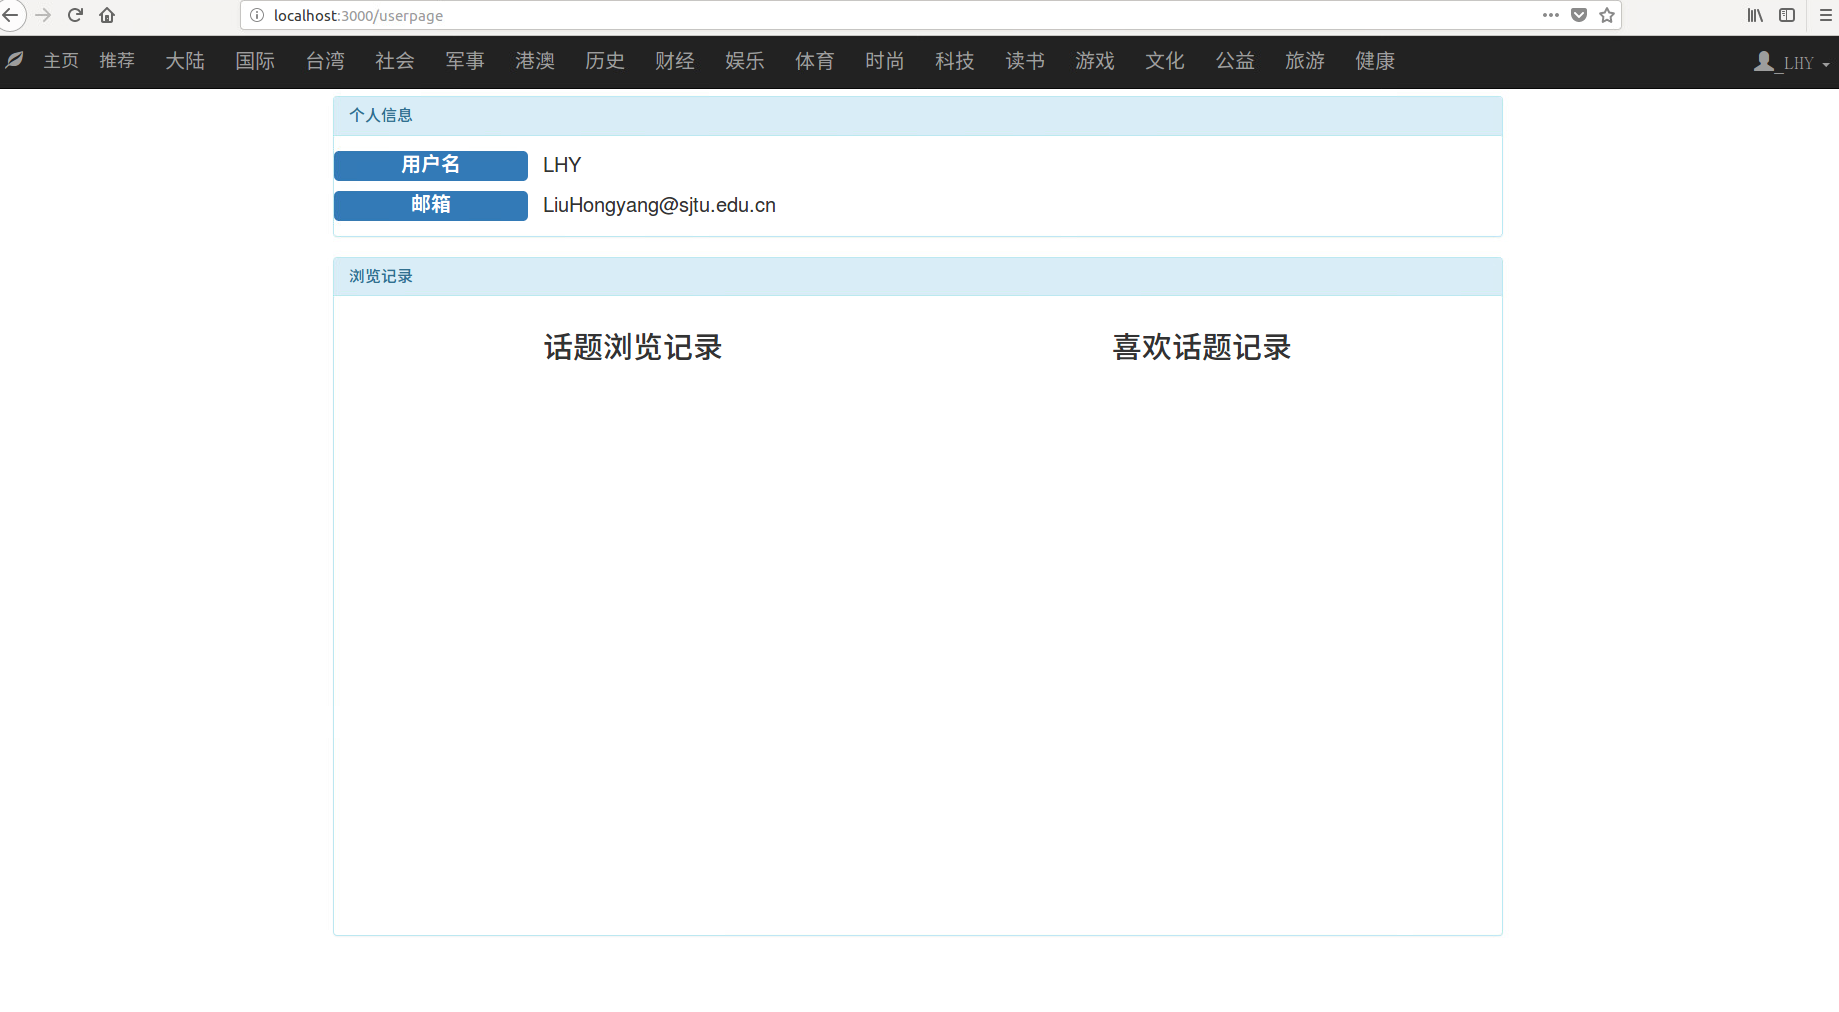 localhost:3000/userpage
主页 推荐 大陆 国际 台湾 社会 军事 港澳 历史 财经 娱乐 体育 时尚 科技 读书 游戏 文化 公益 旅游 健康 _LHY
个人信息
用户名 LHY
邮箱 LiuHongyang@sjtu.edu.cn
浏览记录
话题浏览记录 喜欢话题记录